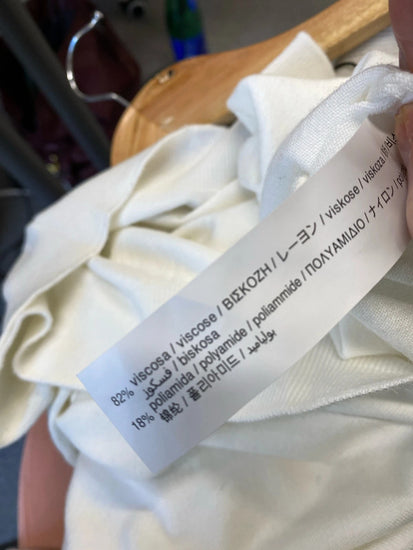 82% viscosa / viscose / ΒΙΣΚΟΖΗ / レーヨン / viskose / viskoza /
فسكوز / biskosa
18% poliamida / polyamide / poliammide / ΠΟΛΥΑΜΙΔΙΟ / ナイロン /
锦纶 / 폴리아미드 / بولياميد